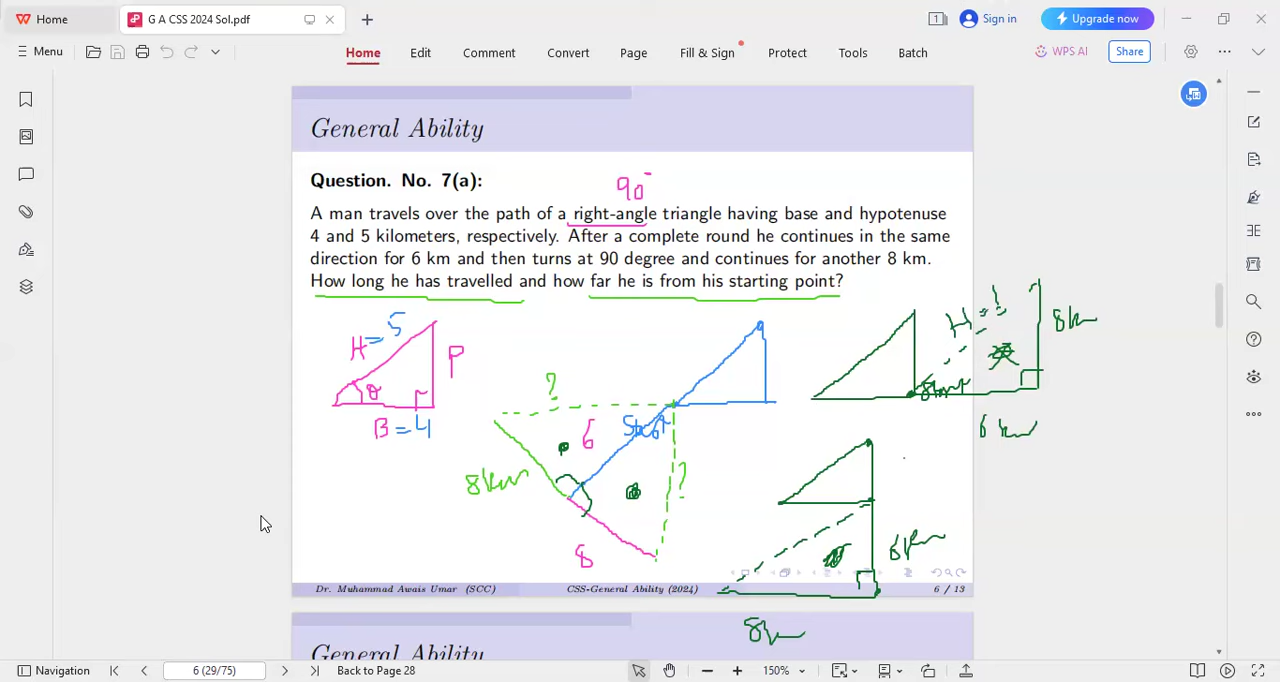 Home
G A CSS 2024 Sol.pdf
Sign in
Upgrade now
Menu
Home Edit Comment Convert Page Fill & Sign Protect Tools Batch
WPS AI
Share
General Ability
Question. No. 7(a):
90
A man travels over the path of a right-angle triangle having base and hypotenuse
4 and 5 kilometers, respectively. After a complete round he continues in the same
direction for 6 km and then turns at 90 degree and continues for another 8 km.
How long he has travelled and how far he is from his starting point?
H = 5
P
θ
B = 4
?
6
Start
8km
?
8
H = ?
8km
Start
6 km
8km
Dr. Muhammad Awais Umar (SCC) CSS-General Ability (2024) 6 / 13
General Ability
Navigation
6 (29/75)
Back to Page 28
150%